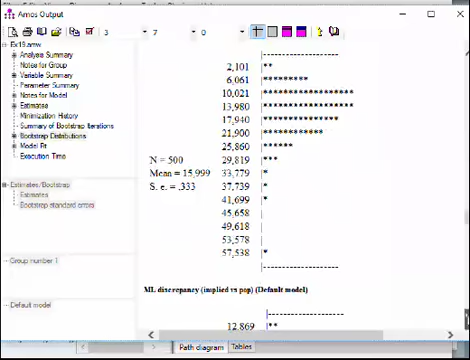 Amos Output
3
7
0
Ex19.amw
Analysis Summary
Notes for Group
Variable Summary
Parameter Summary
Notes for Model
Estimates
Minimization History
Summary of Bootstrap Iterations
Bootstrap Distributions
Model Fit
Execution Time
Estimates/Bootstrap
Estimates
Bootstrap standard errors
Group number 1
Default model
|--------------------
2,101 |**
6,061 |*********
10,021 |******************
13,980 |******************
17,940 |***************
21,900 |************
25,860 |******
N = 500 29,819 |***
Mean = 15,999 33,779 |*
S. e. = ,333 37,739 |*
41,699 |*
45,658 |
49,618 |
53,578 |
57,538 |*
|--------------------
ML discrepancy (implied vs pop) (Default model)
|--------------------
12,869 |**
Path diagram Tables